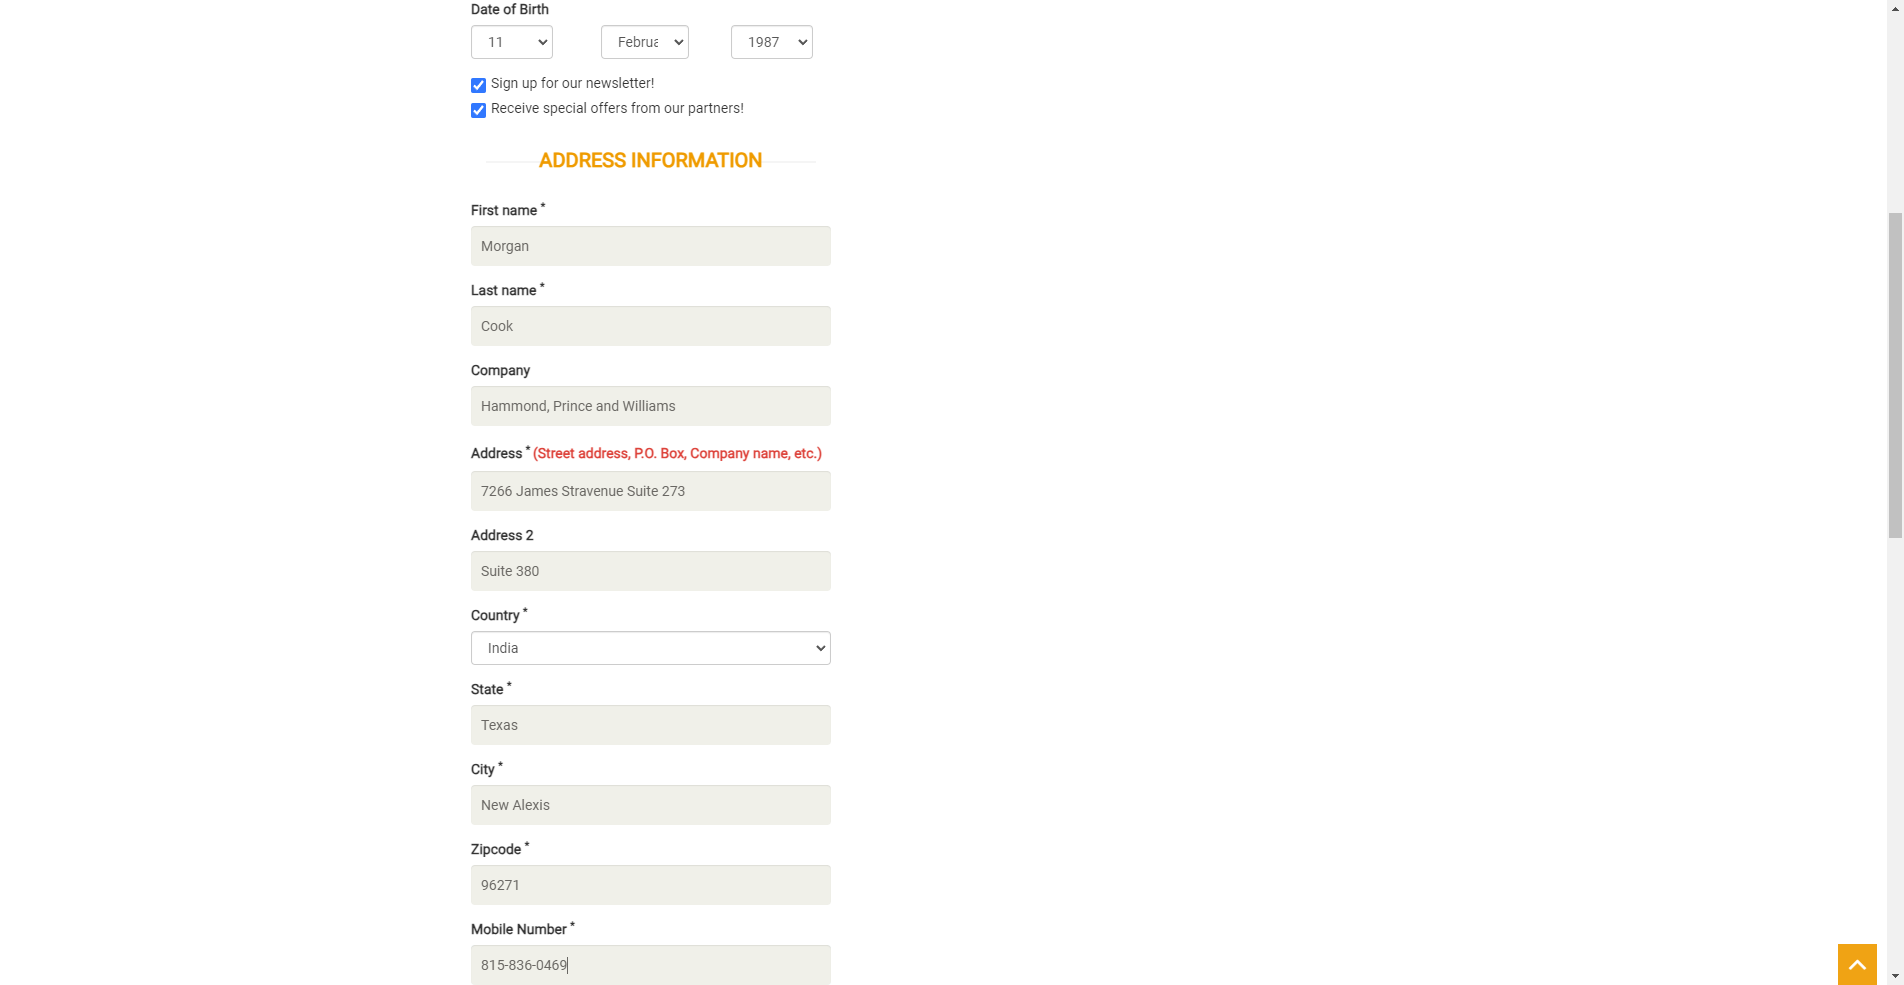 Date of Birth
11 Februa 1987
Sign up for our newsletter!
Receive special offers from our partners!
ADDRESS INFORMATION
First name *
Morgan
Last name *
Cook
Company
Hammond, Prince and Williams
Address * (Street address, P.O. Box, Company name, etc.)
7266 James Stravenue Suite 273
Address 2
Suite 380
Country *
India
State *
Texas
City *
New Alexis
Zipcode *
96271
Mobile Number *
815-836-0469